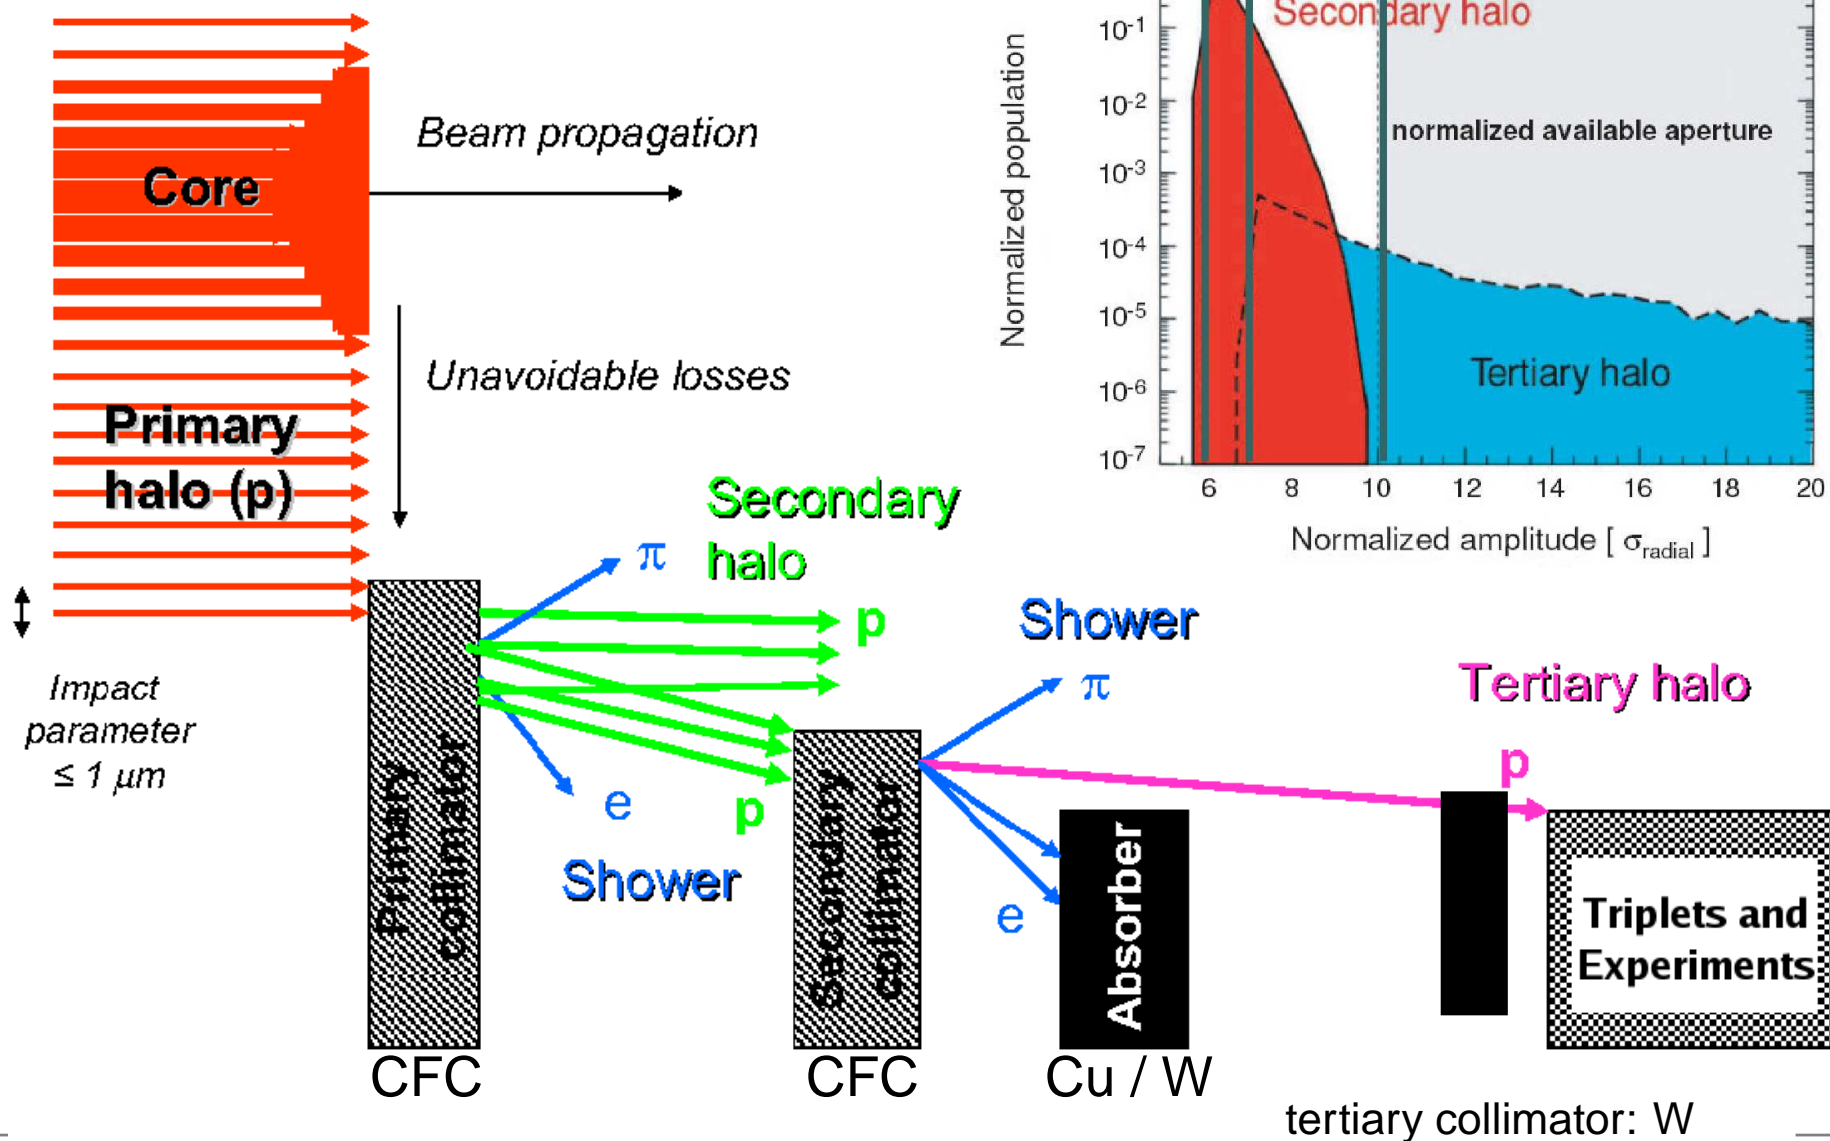 Core
Beam propagation
Unavoidable losses
Primary
halo (p)
Impact
parameter
≤ 1 μm
Primary
collimator
CFC
π
e
Shower
Secondary
halo
p
p
Secondary
collimator
CFC
Shower
π
e
Absorber
Cu / W
Tertiary halo
p
Triplets and
Experiments
tertiary collimator: W
Secondary halo
normalized available aperture
Tertiary halo
Normalized population
10-1
10-2
10-3
10-4
10-5
10-6
10-7
6 8 10 12 14 16 18 20
Normalized amplitude [ σradial ]